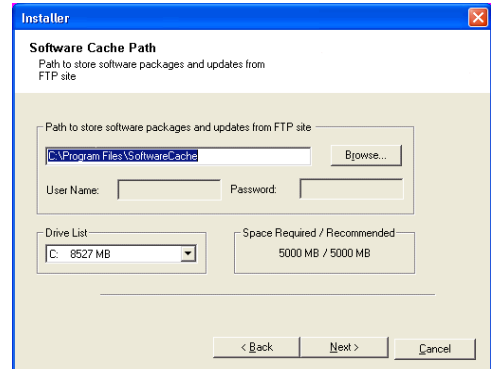 Installer
Software Cache Path
Path to store software packages and updates from
FTP site
Path to store software packages and updates from FTP site
C:\Program Files\SoftwareCache
Browse...
User Name:
Password:
Drive List
C: 8527 MB
Space Required / Recommended
5000 MB / 5000 MB
< Back
Next >
Cancel